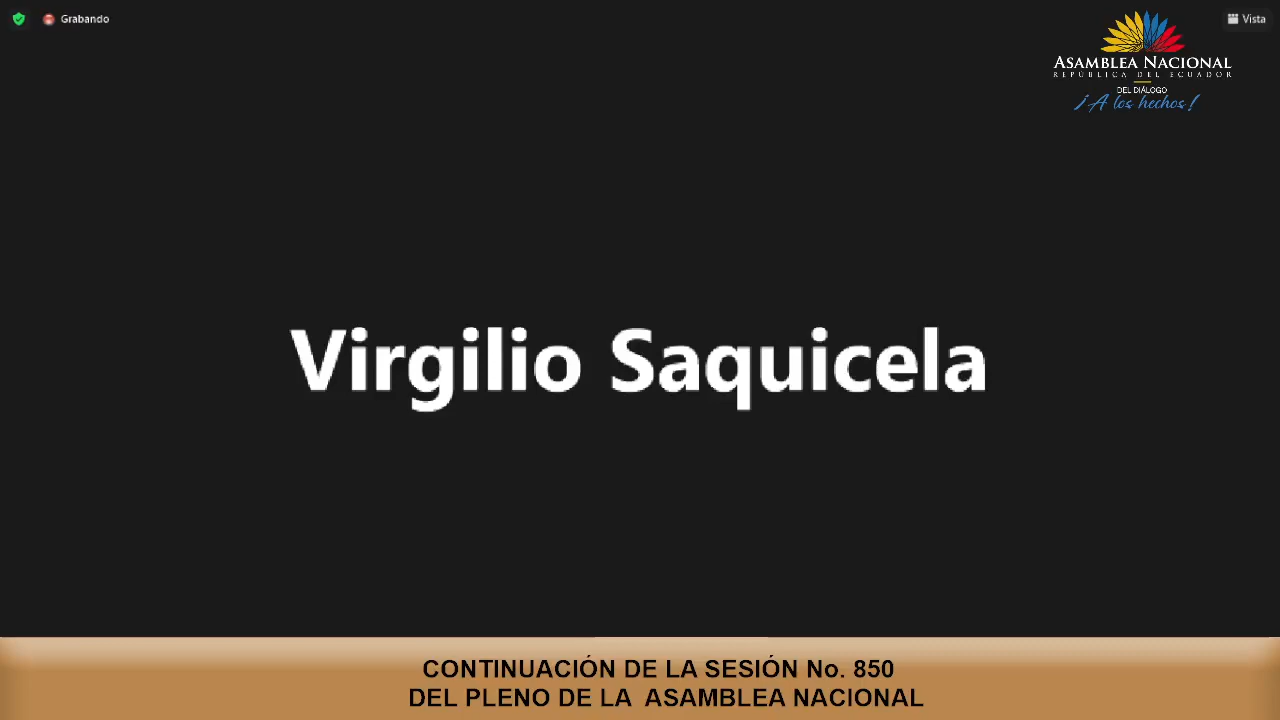 Grabando
Vista
ASAMBLEA NACIONAL
REPÚBLICA DEL ECUADOR
DEL DIÁLOGO
¡A los hechos!
Virgilio Saquicela
CONTINUACIÓN DE LA SESIÓN No. 850
DEL PLENO DE LA ASAMBLEA NACIONAL